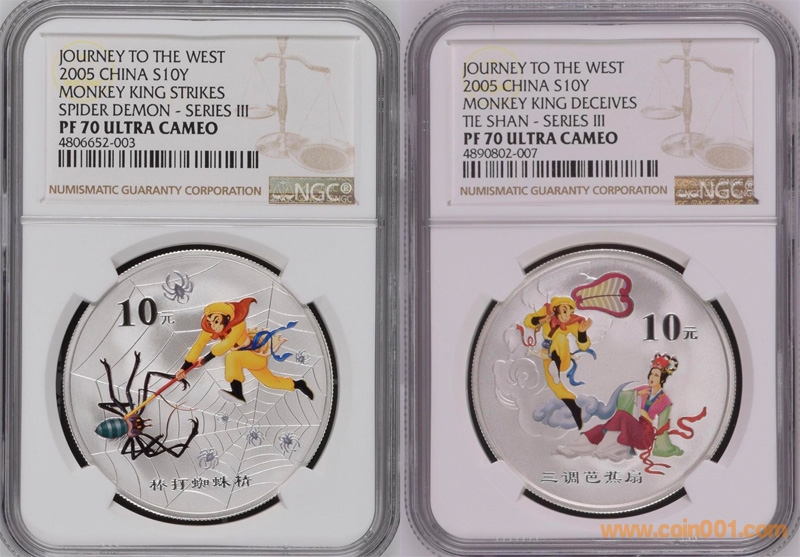 JOURNEY TO THE WEST
2005 CHINA S10Y
MONKEY KING STRIKES
SPIDER DEMON - SERIES III
PF 70 ULTRA CAMEO
4806652-003
NUMISMATIC GUARANTY CORPORATION
NGC®
10元
棒打蜘蛛精
JOURNEY TO THE WEST
2005 CHINA S10Y
MONKEY KING DECEIVES
TIE SHAN - SERIES III
PF 70 ULTRA CAMEO
4890802-007
NUMISMATIC GUARANTY CORPORATION
NGC®
10元
三调芭蕉扇
www.coin001.com